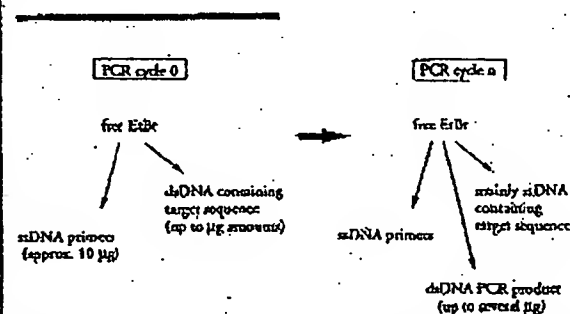 PCR cycle 0
free EtBr
ssDNA primers
(approx. 10 µg)
dsDNA containing
target sequence
(up to µg amounts)
PCR cycle n
free EtBr
ssDNA primers
mainly ssDNA
containing
target sequence
dsDNA PCR product
(up to several µg)